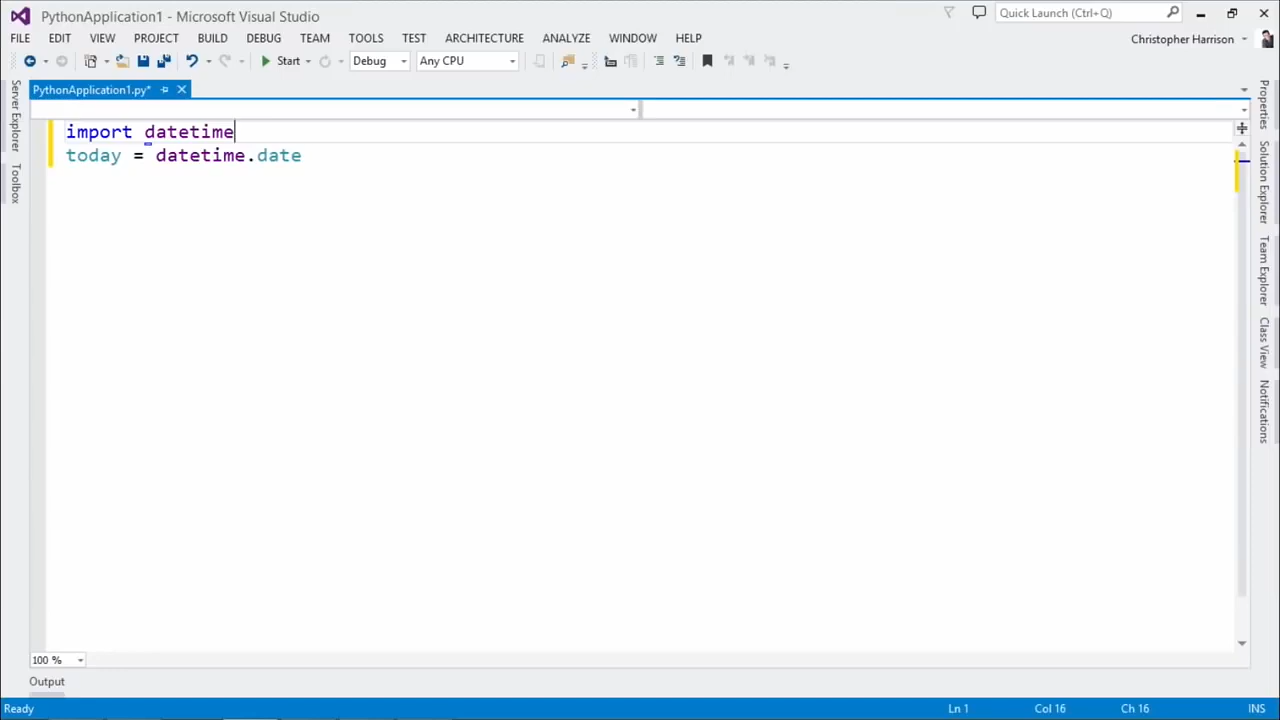 PythonApplication1 - Microsoft Visual Studio
Quick Launch (Ctrl+Q)
FILE EDIT VIEW PROJECT BUILD DEBUG TEAM TOOLS TEST ARCHITECTURE ANALYZE WINDOW HELP
Christopher Harrison
Start Debug Any CPU
PythonApplication1.py*
import datetime
today = datetime.date
Server Explorer
Toolbox
Properties
Solution Explorer
Team Explorer
Class View
Notifications
100 %
Output
Ready
Ln 1 Col 16 Ch 16 INS